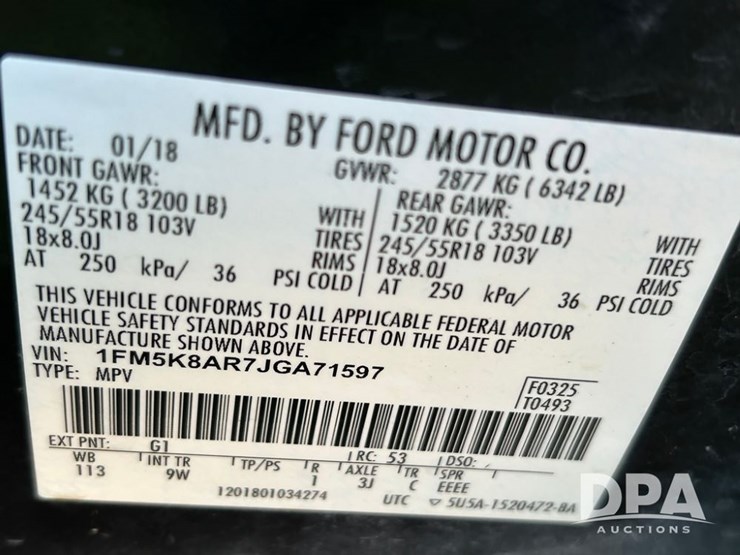 MFD. BY FORD MOTOR CO.
DATE: 01/18 GVWR: 2877 KG ( 6342 LB)
FRONT GAWR: REAR GAWR:
1452 KG ( 3200 LB) WITH 1520 KG ( 3350 LB) WITH
245/55R18 103V TIRES 245/55R18 103V TIRES
18x8.0J RIMS 18x8.0J RIMS
AT 250 kPa/ 36 PSI COLD AT 250 kPa/ 36 PSI COLD
THIS VEHICLE CONFORMS TO ALL APPLICABLE FEDERAL MOTOR
VEHICLE SAFETY STANDARDS IN EFFECT ON THE DATE OF
MANUFACTURE SHOWN ABOVE.
VIN: 1FM5K8AR7JGA71597
TYPE: MPV
F0325
T0493
EXT PNT: G1 RC: 53 DSO:
WB INT TR TP/PS R AXLE TR SPR
113 9W 1 3J C EEEE
1201801034274 UTC 5U5A-1520472-8A
DPA
AUCTIONS